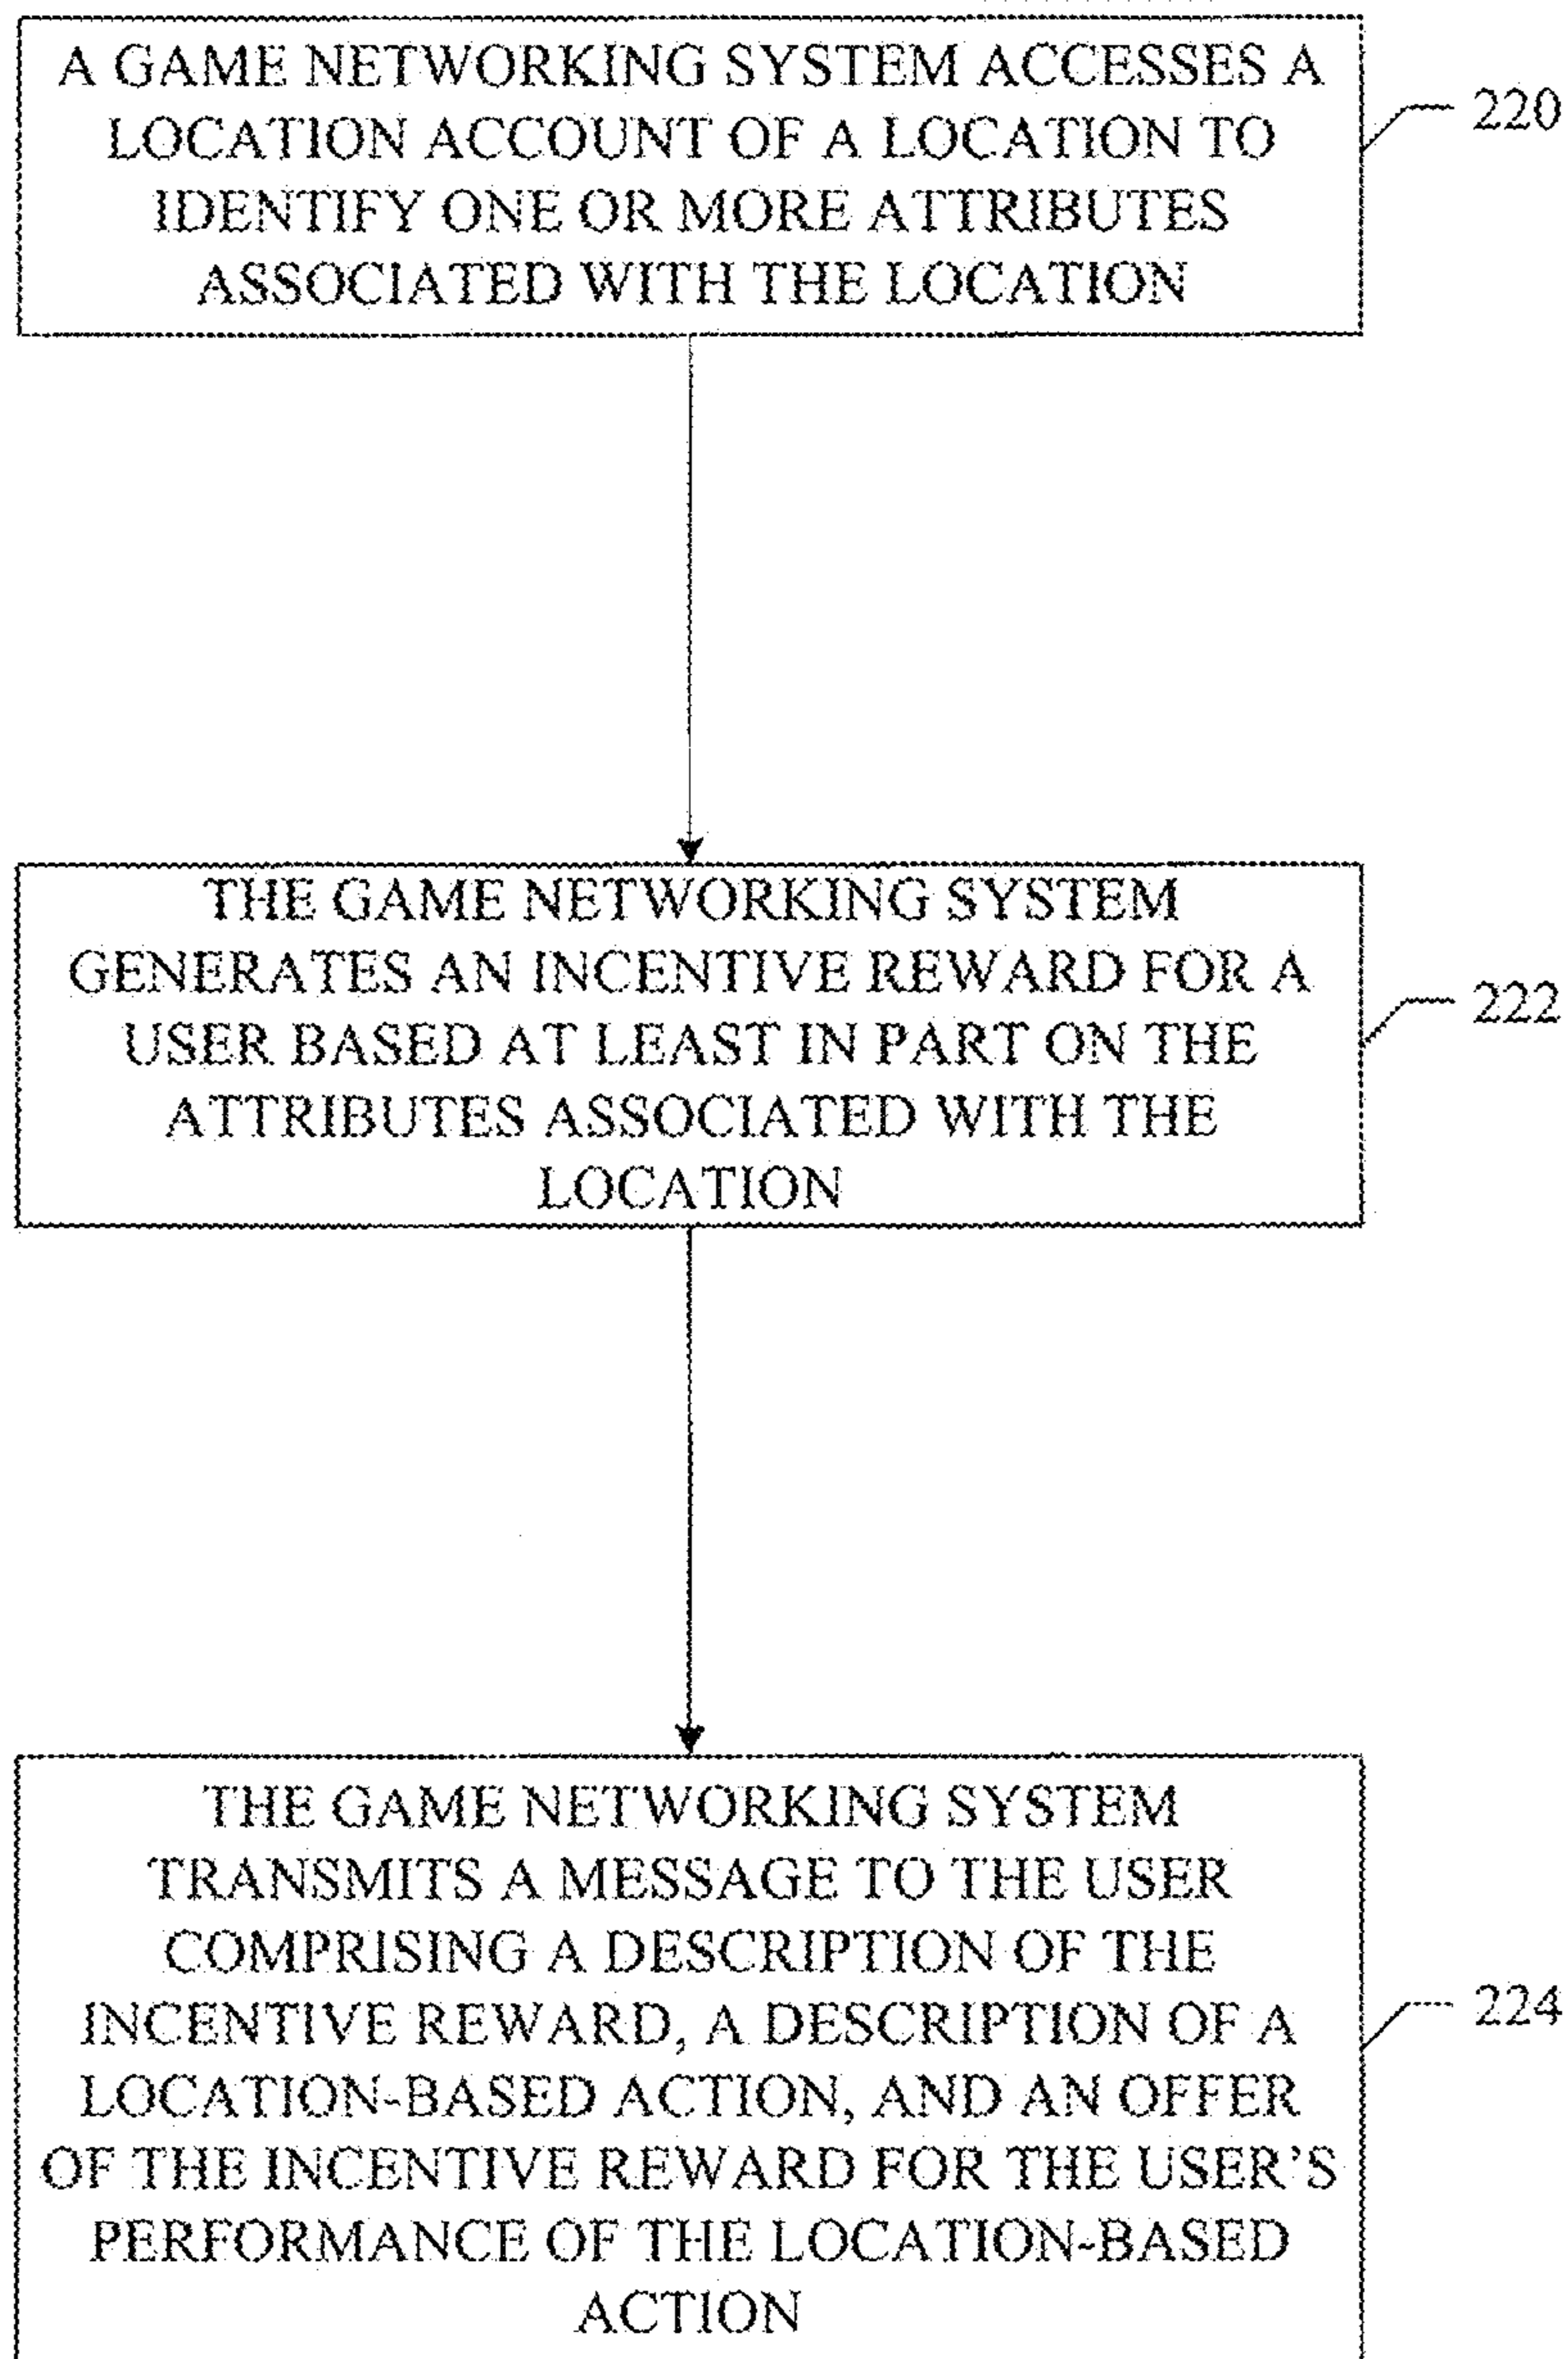 A GAME NETWORKING SYSTEM ACCESSES A
LOCATION ACCOUNT OF A LOCATION TO
IDENTIFY ONE OR MORE ATTRIBUTES
ASSOCIATED WITH THE LOCATION
220
THE GAME NETWORKING SYSTEM
GENERATES AN INCENTIVE REWARD FOR A
USER BASED AT LEAST IN PART ON THE
ATTRIBUTES ASSOCIATED WITH THE
LOCATION
222
THE GAME NETWORKING SYSTEM
TRANSMITS A MESSAGE TO THE USER
COMPRISING A DESCRIPTION OF THE
INCENTIVE REWARD, A DESCRIPTION OF A
LOCATION-BASED ACTION, AND AN OFFER
OF THE INCENTIVE REWARD FOR THE USER’S
PERFORMANCE OF THE LOCATION-BASED
ACTION
224